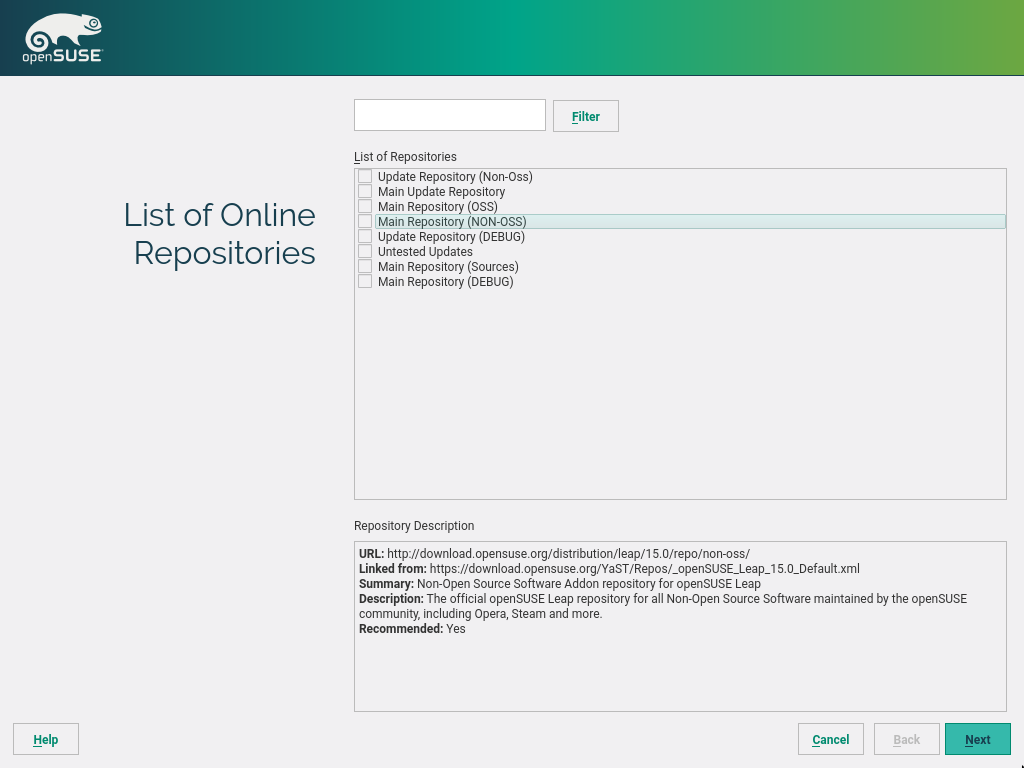 openSUSE
Filter
List of Repositories
List of Online
Repositories
Update Repository (Non-Oss)
Main Update Repository
Main Repository (OSS)
Main Repository (NON-OSS)
Update Repository (DEBUG)
Untested Updates
Main Repository (Sources)
Main Repository (DEBUG)
Repository Description
URL: http://download.opensuse.org/distribution/leap/15.0/repo/non-oss/
Linked from: https://download.opensuse.org/YaST/Repos/_openSUSE_Leap_15.0_Default.xml
Summary: Non-Open Source Software Addon repository for openSUSE Leap
Description: The official openSUSE Leap repository for all Non-Open Source Software maintained by the openSUSE
community, including Opera, Steam and more.
Recommended: Yes
Help
Cancel
Back
Next